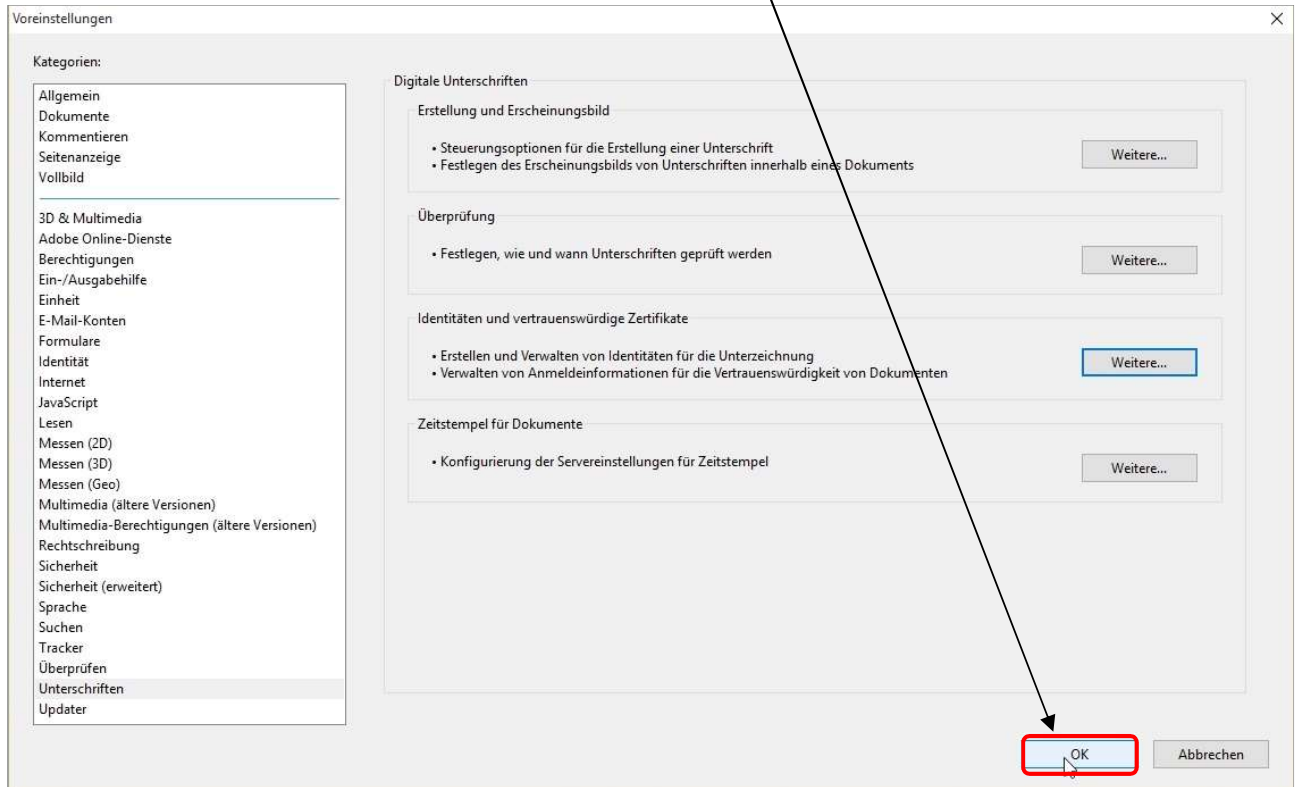 Voreinstellungen
Kategorien:
Allgemein
Dokumente
Kommentieren
Seitenanzeige
Vollbild
3D & Multimedia
Adobe Online-Dienste
Berechtigungen
Ein-/Ausgabehilfe
Einheit
E-Mail-Konten
Formulare
Identität
Internet
JavaScript
Lesen
Messen (2D)
Messen (3D)
Messen (Geo)
Multimedia (ältere Versionen)
Multimedia-Berechtigungen (ältere Versionen)
Rechtschreibung
Sicherheit
Sicherheit (erweitert)
Sprache
Suchen
Tracker
Überprüfen
Unterschriften
Updater
Digitale Unterschriften
Erstellung und Erscheinungsbild
• Steuerungsoptionen für die Erstellung einer Unterschrift
• Festlegen des Erscheinungsbilds von Unterschriften innerhalb eines Dokuments
Weitere...
Überprüfung
• Festlegen, wie und wann Unterschriften geprüft werden
Weitere...
Identitäten und vertrauenswürdige Zertifikate
• Erstellen und Verwalten von Identitäten für die Unterzeichnung
• Verwalten von Anmeldeinformationen für die Vertrauenswürdigkeit von Dokumenten
Weitere...
Zeitstempel für Dokumente
• Konfigurierung der Servereinstellungen für Zeitstempel
Weitere...
OK
Abbrechen